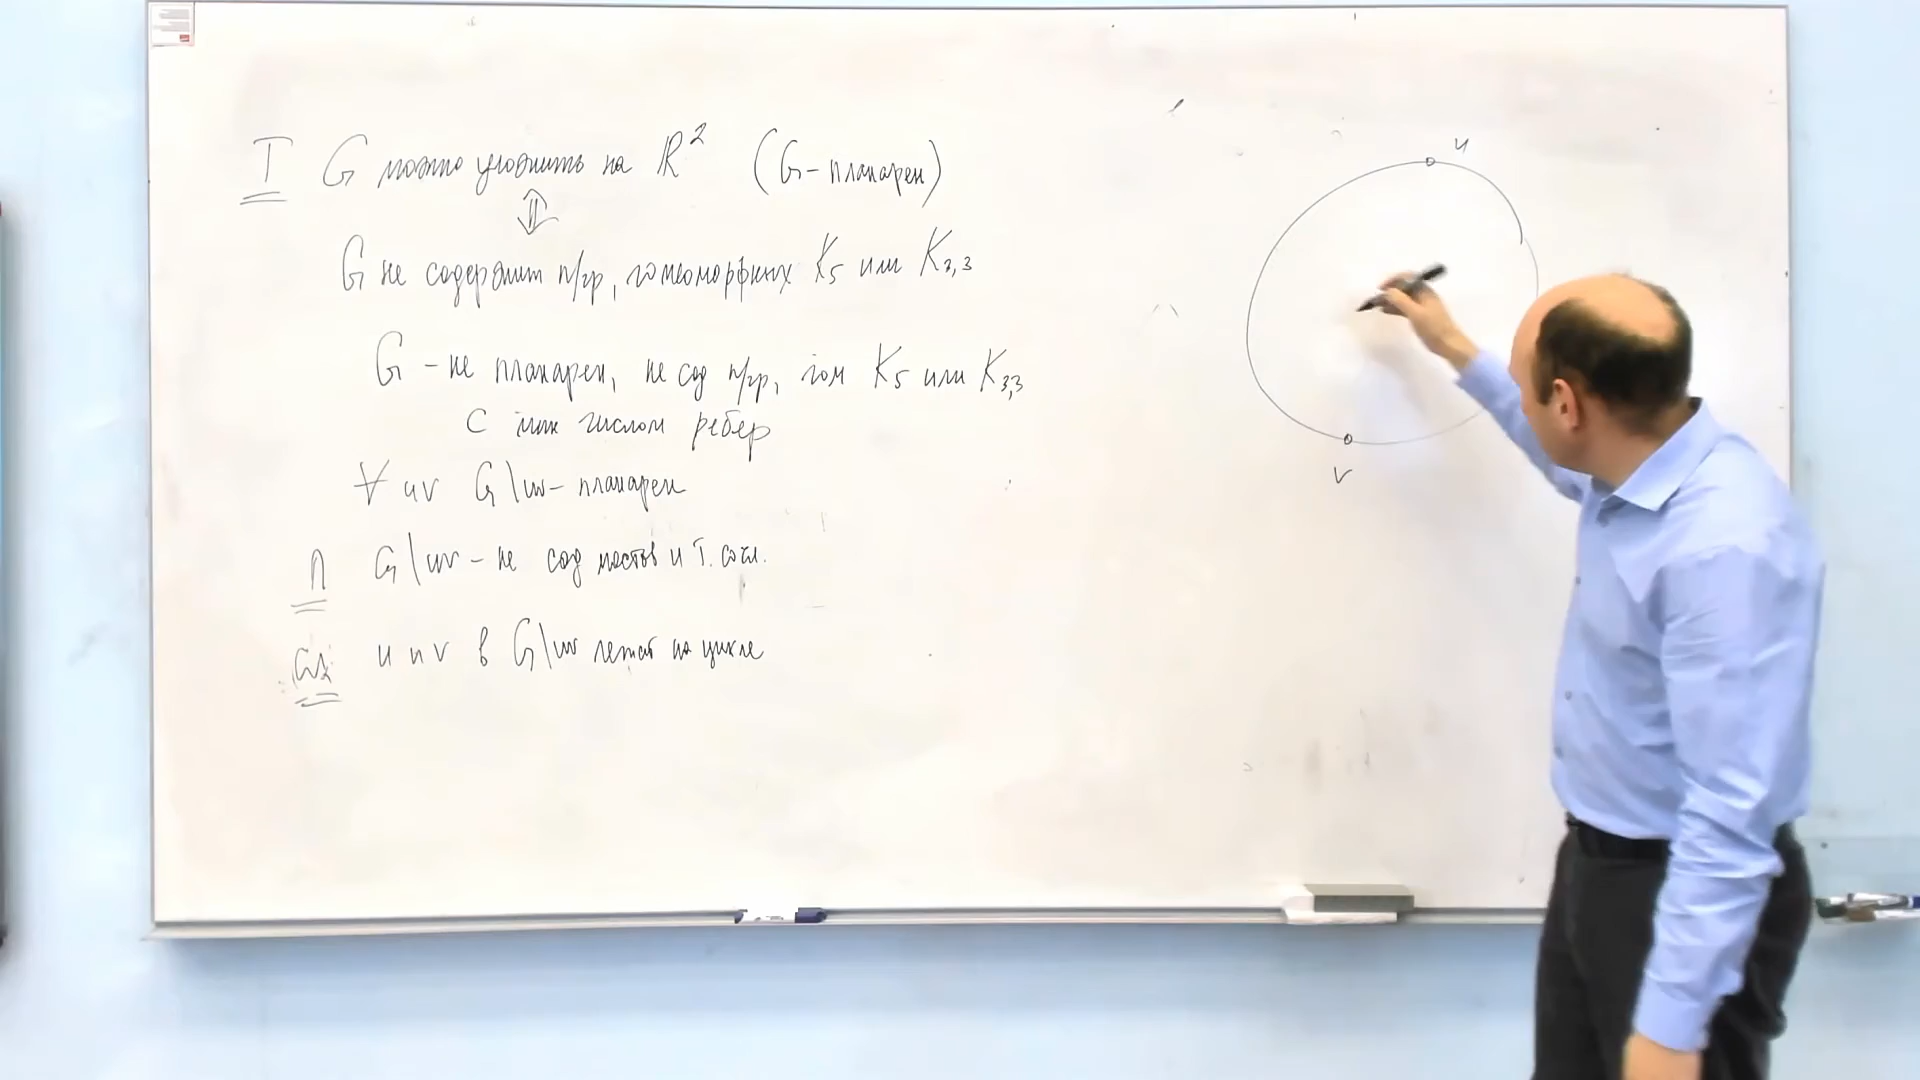 Т G можно уложить на R² (G - планарен)
⇕
G не содержит п/гр, гомеоморфных K₅ или K₃,₃
G - не планарен, не сод п/гр, гом K₅ или K₃,₃
с мин числом ребер
∀ uv G\uv - планарен
Л G\uv - не сод мостов и т. соч.
Сл u и v в G\uv лежат на цикле
u
v